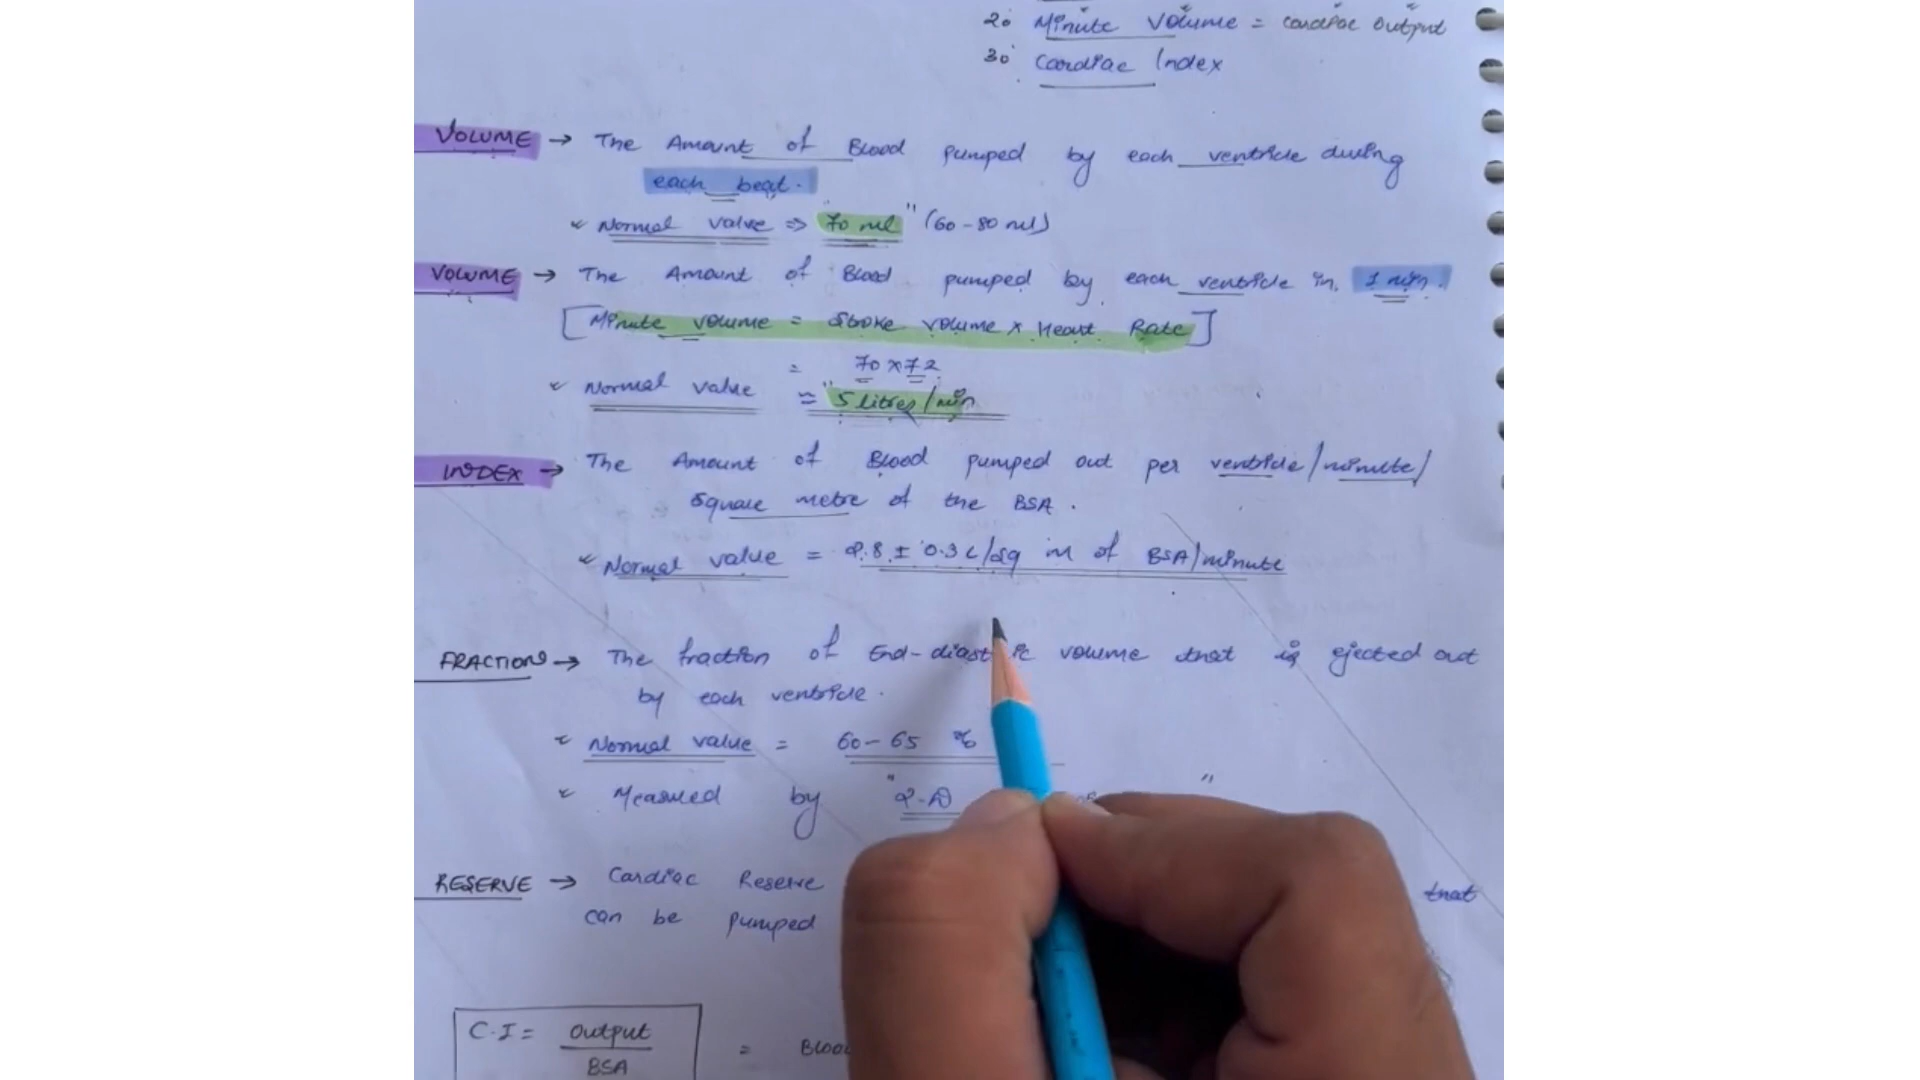 2. Minute Volume = cardiac output
3. Cardiac Index
VOLUME → The Amount of Blood pumped by each ventricle during
each beat.
Normal value ⇒ "70 ml" (60-80 ml)
VOLUME → The Amount of Blood pumped by each ventricle in 1 min.
[Minute volume = Stroke volume x Heart Rate]
= 70 x 72
Normal value ≈ "5 litres/min
INDEX → The Amount of Blood pumped out per ventricle/minute/
Square metre of the BSA.
Normal value = 2.8 ± 0.3 L/sq m of BSA/minute
FRACTION → The fraction of End-diast ic volume that is ejected out
by each ventricle.
Normal value = 60-65 %
Measured by "2-D "
RESERVE → Cardiac Reserve that
can be pumped
C.I = output
BSA
= Blood